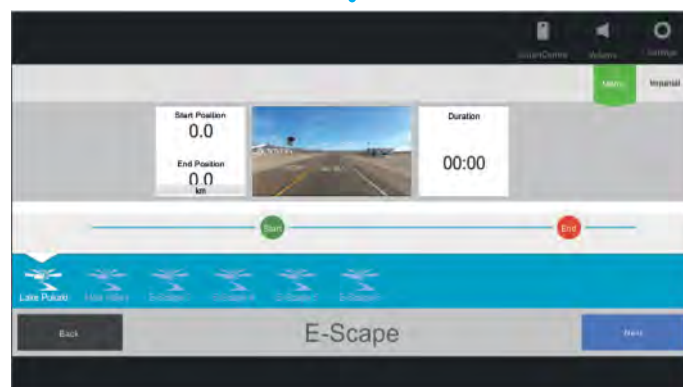 Volume
Settings
Metric
Imperial
Start Position
0.0
Duration
End Position
0.0
km
00:00
Start
End
Lake Pukaki
Back
E-Scape
Next